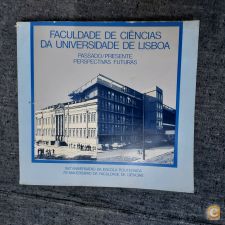 FACULDADE DE CIÊNCIAS
DA UNIVERSIDADE DE LISBOA
PASSADO/PRESENTE
PERSPECTIVAS FUTURAS
150.º ANIVERSÁRIO DA ESCOLA POLITÉCNICA
75.º ANIVERSÁRIO DA FACULDADE DE CIÊNCIAS